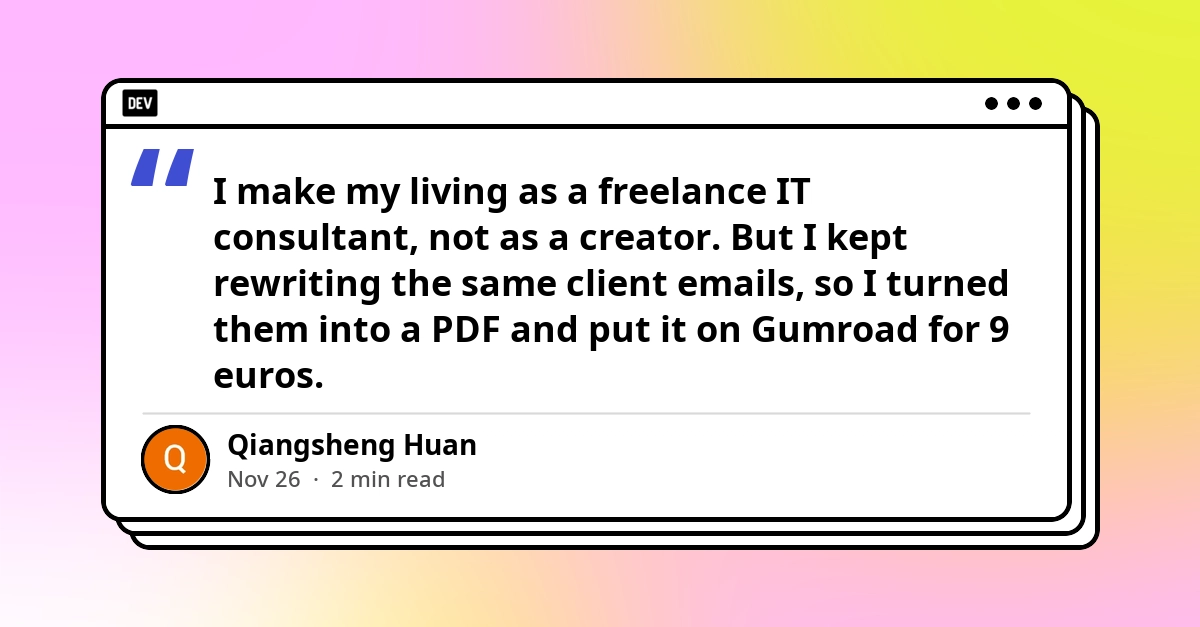 DEV
“
I make my living as a freelance IT
consultant, not as a creator. But I kept
rewriting the same client emails, so I turned
them into a PDF and put it on Gumroad for 9
euros.
Q
Qiangsheng Huan
Nov 26 · 2 min read